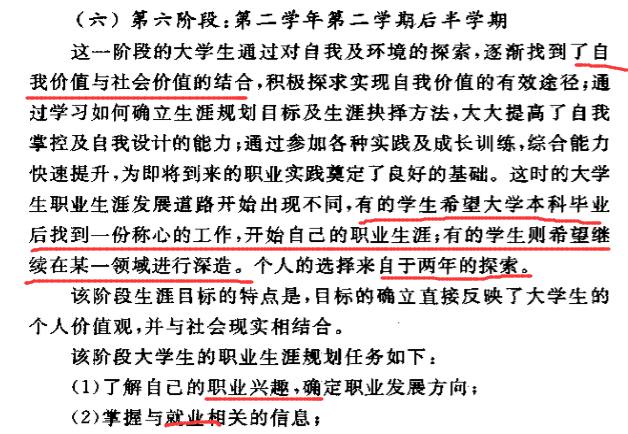 （六）第六阶段：第二学年第二学期后半学期
这一阶段的大学生通过对自我及环境的探索，逐渐找到了自
我价值与社会价值的结合，积极探求实现自我价值的有效途径；通
过学习如何确立生涯规划目标及生涯抉择方法，大大提高了自我
掌控及自我设计的能力；通过参加各种实践及成长训练，综合能力
快速提升，为即将到来的职业实践奠定了良好的基础。这时的大学
生职业生涯发展道路开始出现不同，有的学生希望大学本科毕业
后找到一份称心的工作，开始自己的职业生涯；有的学生则希望继
续在某一领域进行深造。个人的选择来自于两年的探索。
该阶段生涯目标的特点是，目标的确立直接反映了大学生的
个人价值观，并与社会现实相结合。
该阶段大学生的职业生涯规划任务如下：
(1)了解自己的职业兴趣，确定职业发展方向；
(2)掌握与就业相关的信息；